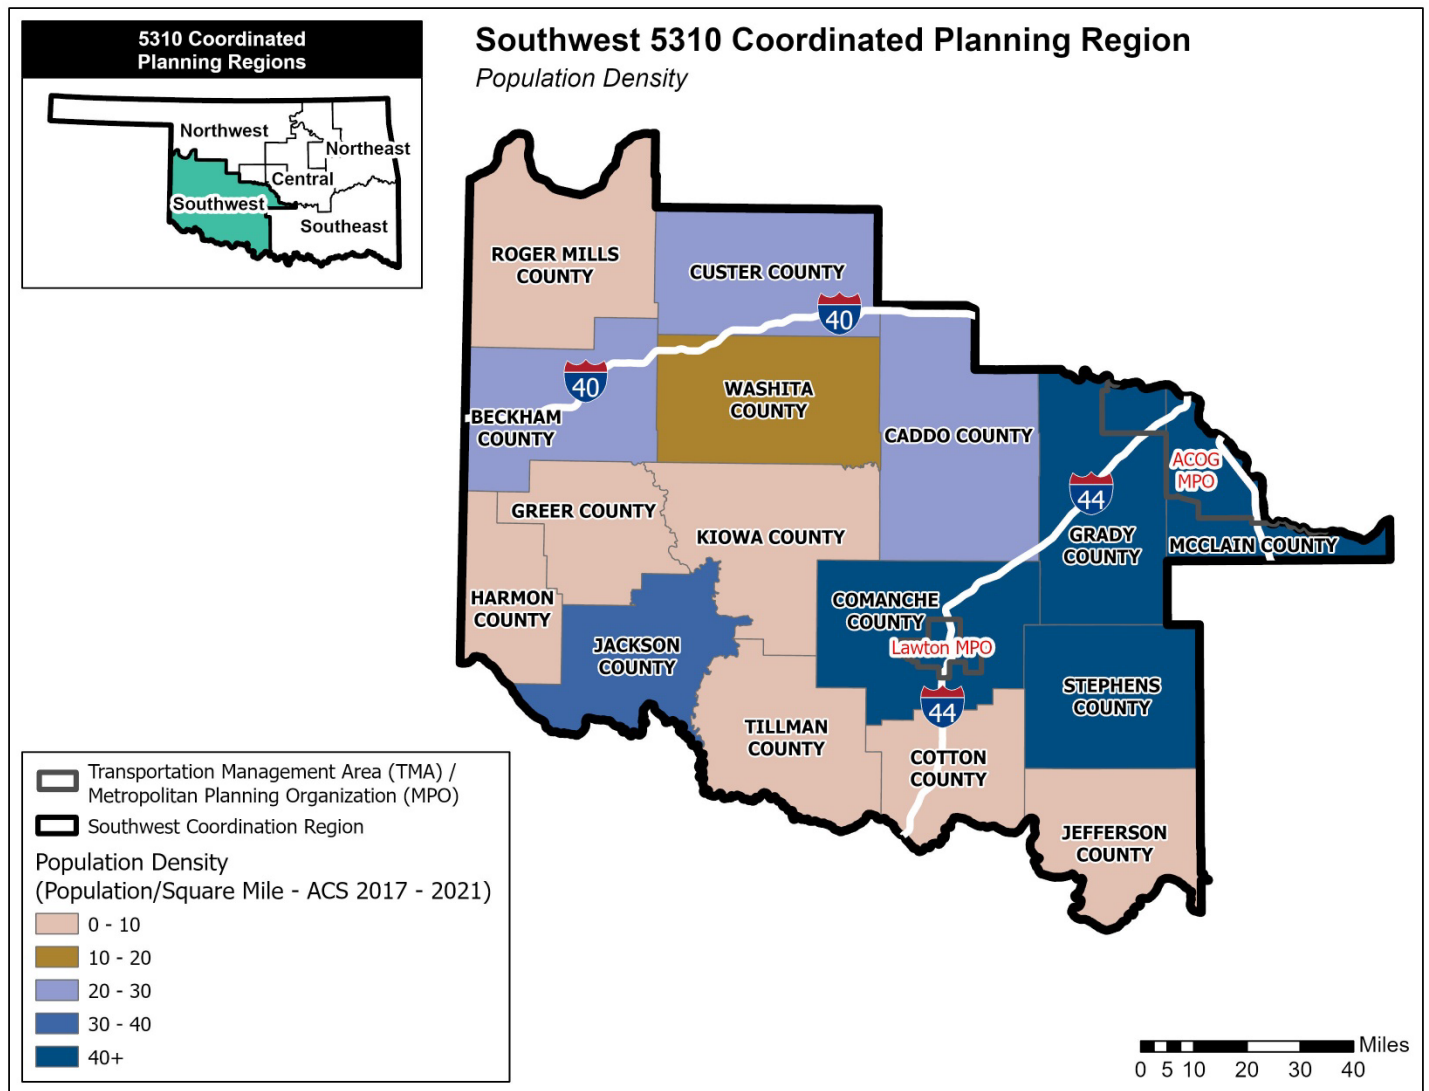 5310 Coordinated
Planning Regions
Northwest
Northeast
Central
Southwest
Southeast
Southwest 5310 Coordinated Planning Region
Population Density
ROGER MILLS
COUNTY
CUSTER COUNTY
40
40
WASHITA
COUNTY
BECKHAM
COUNTY
CADDO COUNTY
ACOG
MPO
44
GREER COUNTY
KIOWA COUNTY
GRADY
COUNTY
MCCLAIN COUNTY
HARMON
COUNTY
COMANCHE
COUNTY
JACKSON
COUNTY
Lawton MPO
STEPHENS
COUNTY
44
TILLMAN
COUNTY
COTTON
COUNTY
JEFFERSON
COUNTY
Transportation Management Area (TMA) /
Metropolitan Planning Organization (MPO)
Southwest Coordination Region
Population Density
(Population/Square Mile - ACS 2017 - 2021)
0 - 10
10 - 20
20 - 30
30 - 40
40+
Miles
0 5 10 20 30 40